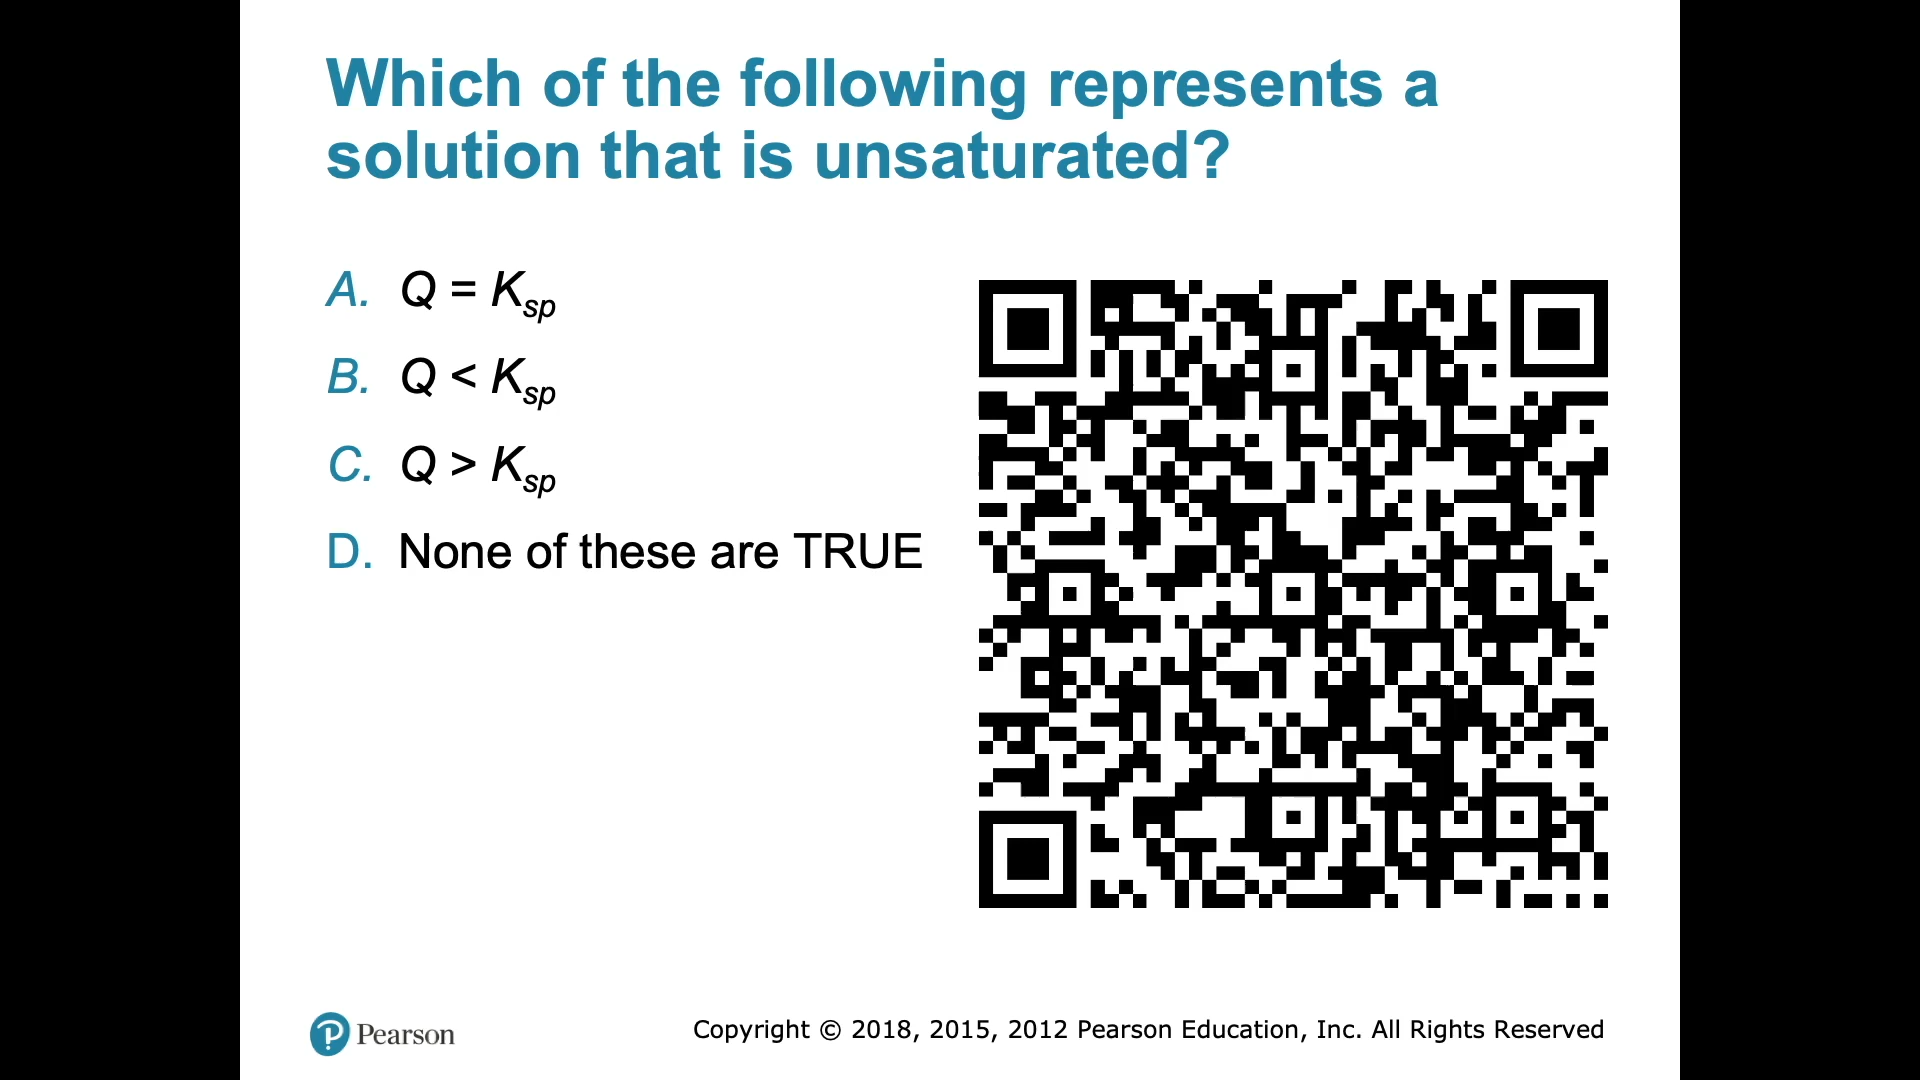 Which of the following represents a
solution that is unsaturated?
A. Q = Ksp
B. Q < Ksp
C. Q > Ksp
D. None of these are TRUE
Pearson
Copyright © 2018, 2015, 2012 Pearson Education, Inc. All Rights Reserved